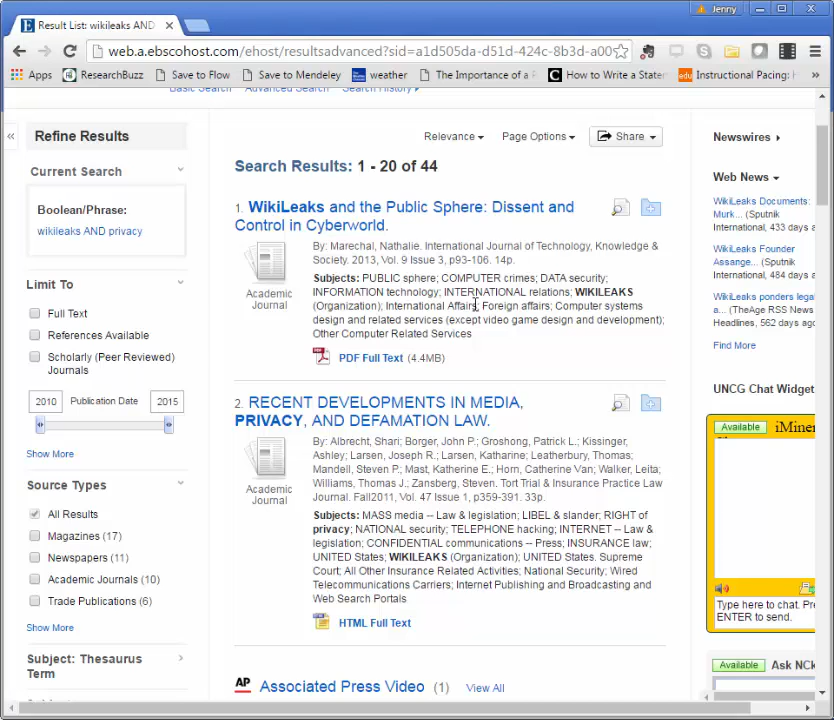 Result List: wikileaks AND
Jenny
web.a.ebscohost.com/ehost/resultsadvanced?sid=a1d505da-d51d-424c-8b3d-a00
Apps ResearchBuzz Save to Flow Save to Mendeley weather The Importance of a How to Write a State Instructional Pacing: »
Basic Search Advanced Search Search History
Refine Results
Current Search
Boolean/Phrase:
wikileaks AND privacy
Limit To
Full Text
References Available
Scholarly (Peer Reviewed)
Journals
2010 Publication Date 2015
Show More
Source Types
All Results
Magazines (17)
Newspapers (11)
Academic Journals (10)
Trade Publications (6)
Show More
Subject: Thesaurus
Term
Relevance Page Options Share
Search Results: 1 - 20 of 44
1. WikiLeaks and the Public Sphere: Dissent and
Control in Cyberworld.
Academic
Journal
By: Marechal, Nathalie. International Journal of Technology, Knowledge &
Society. 2013, Vol. 9 Issue 3, p93-106. 14p.
Subjects: PUBLIC sphere; COMPUTER crimes; DATA security;
INFORMATION technology; INTERNATIONAL relations; WIKILEAKS
(Organization); International Affairs; Foreign affairs; Computer systems
design and related services (except video game design and development);
Other Computer Related Services
PDF Full Text (4.4MB)
2. RECENT DEVELOPMENTS IN MEDIA,
PRIVACY, AND DEFAMATION LAW.
Academic
Journal
By: Albrecht, Shari; Borger, John P.; Groshong, Patrick L.; Kissinger,
Ashley; Larsen, Joseph R.; Larsen, Katharine; Leatherbury, Thomas;
Mandell, Steven P.; Mast, Katherine E.; Horn, Catherine Van; Walker, Leita;
Williams, Thomas J.; Zansberg, Steven. Tort Trial & Insurance Practice Law
Journal. Fall2011, Vol. 47 Issue 1, p359-391. 33p.
Subjects: MASS media -- Law & legislation; LIBEL & slander; RIGHT of
privacy; NATIONAL security; TELEPHONE hacking; INTERNET -- Law &
legislation; CONFIDENTIAL communications -- Press; INSURANCE law;
UNITED States; WIKILEAKS (Organization); UNITED States. Supreme
Court; All Other Insurance Related Activities; National Security; Wired
Telecommunications Carriers; Internet Publishing and Broadcasting and
Web Search Portals
HTML Full Text
AP Associated Press Video (1) View All
Newswires
Web News
WikiLeaks Documents:
Murk... (Sputnik
International, 433 days a
WikiLeaks Founder
Assange... (Sputnik
International, 484 days a
WikiLeaks ponders lega
a... (TheAge RSS News
Headlines, 562 days ago
Find More
UNCG Chat Widget
Available iMiner
Type here to chat. Pre
ENTER to send.
Available Ask NCk